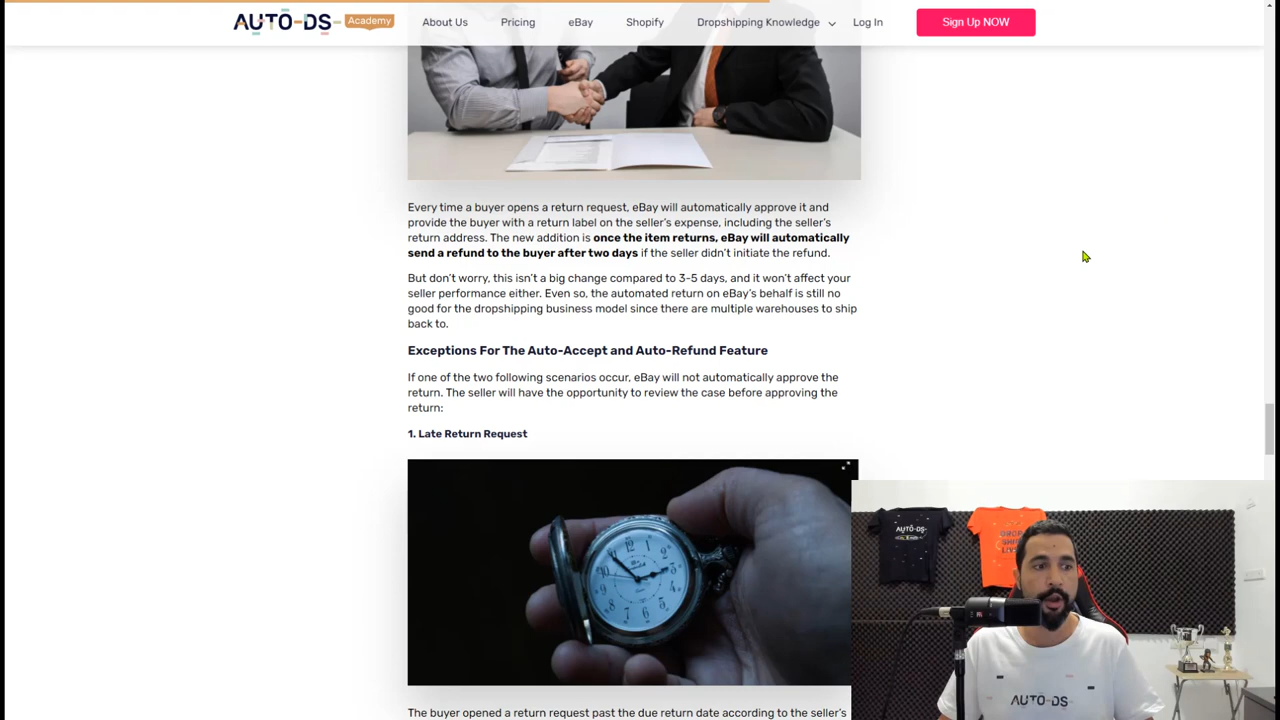 AUTO-DS- Academy
About Us
Pricing
eBay
Shopify
Dropshipping Knowledge
Log In
Sign Up NOW
Every time a buyer opens a return request, eBay will automatically approve it and
provide the buyer with a return label on the seller's expense, including the seller's
return address. The new addition is once the item returns, eBay will automatically
send a refund to the buyer after two days if the seller didn't initiate the refund.
But don't worry, this isn't a big change compared to 3-5 days, and it won't affect your
seller performance either. Even so, the automated return on eBay's behalf is still no
good for the dropshipping business model since there are multiple warehouses to ship
back to.
Exceptions For The Auto-Accept and Auto-Refund Feature
If one of the two following scenarios occur, eBay will not automatically approve the
return. The seller will have the opportunity to review the case before approving the
return:
1. Late Return Request
The buyer opened a return request past the due return date according to the seller's
AUTO-DS
AUTO-DS